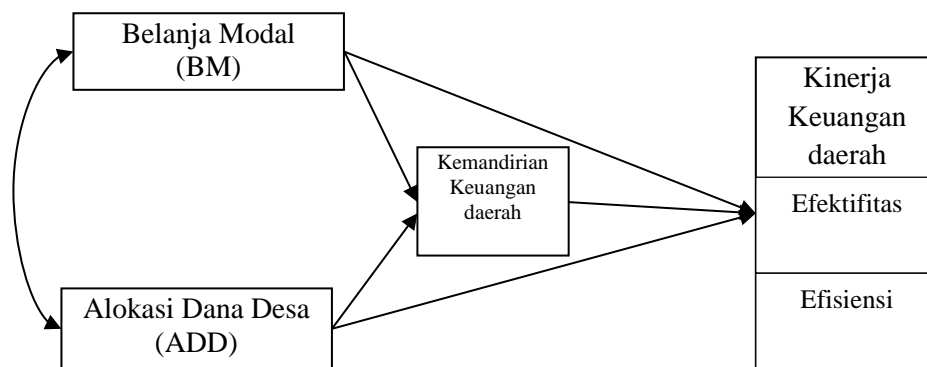 Belanja Modal
(BM)
Kinerja
Keuangan
daerah
Kemandirian
Keuangan
daerah
Efektifitas
Efisiensi
Alokasi Dana Desa
(ADD)